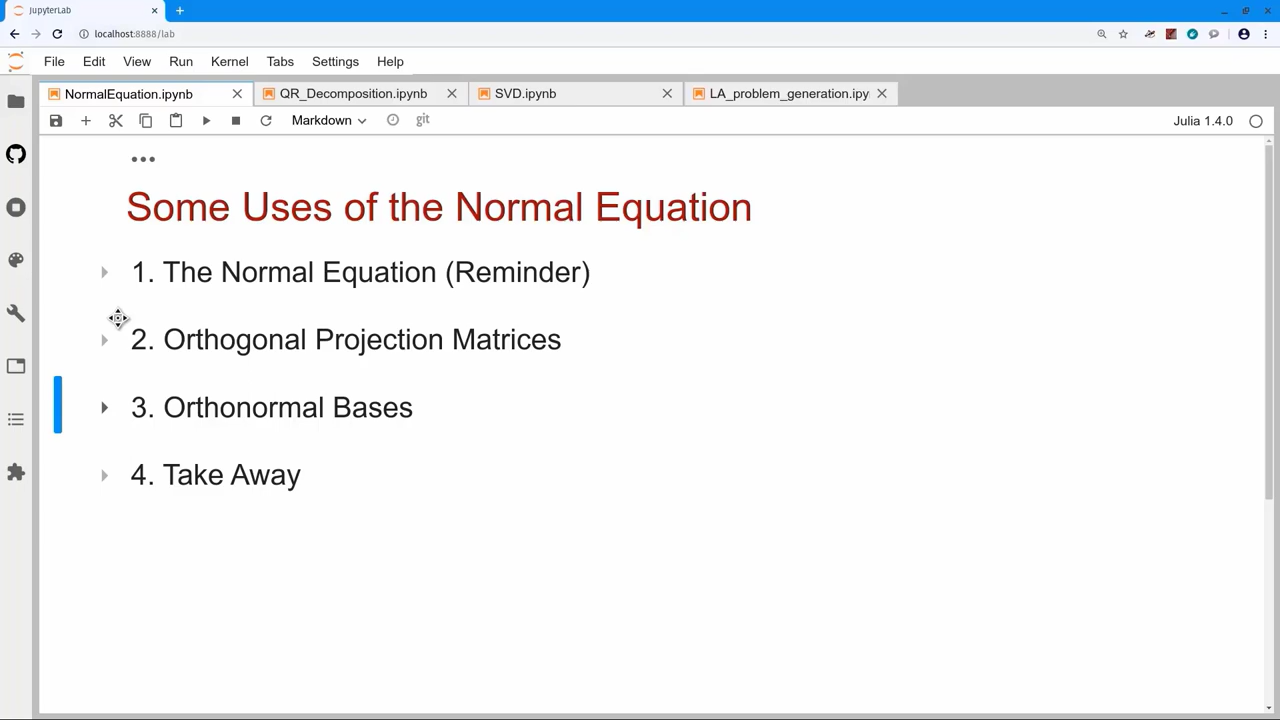 JupyterLab
localhost:8888/lab
File Edit View Run Kernel Tabs Settings Help
NormalEquation.ipynb QR_Decomposition.ipynb SVD.ipynb LA_problem_generation.ipy
Markdown git Julia 1.4.0
Some Uses of the Normal Equation
1. The Normal Equation (Reminder)
2. Orthogonal Projection Matrices
3. Orthonormal Bases
4. Take Away